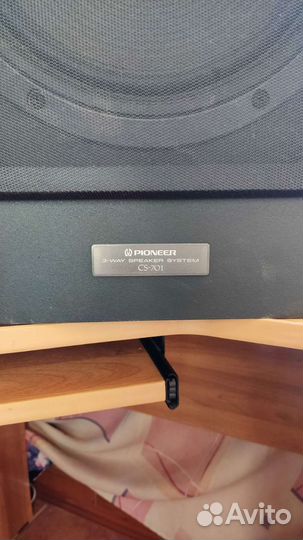 PIONEER
3-WAY SPEAKER SYSTEM
CS-701
Avito